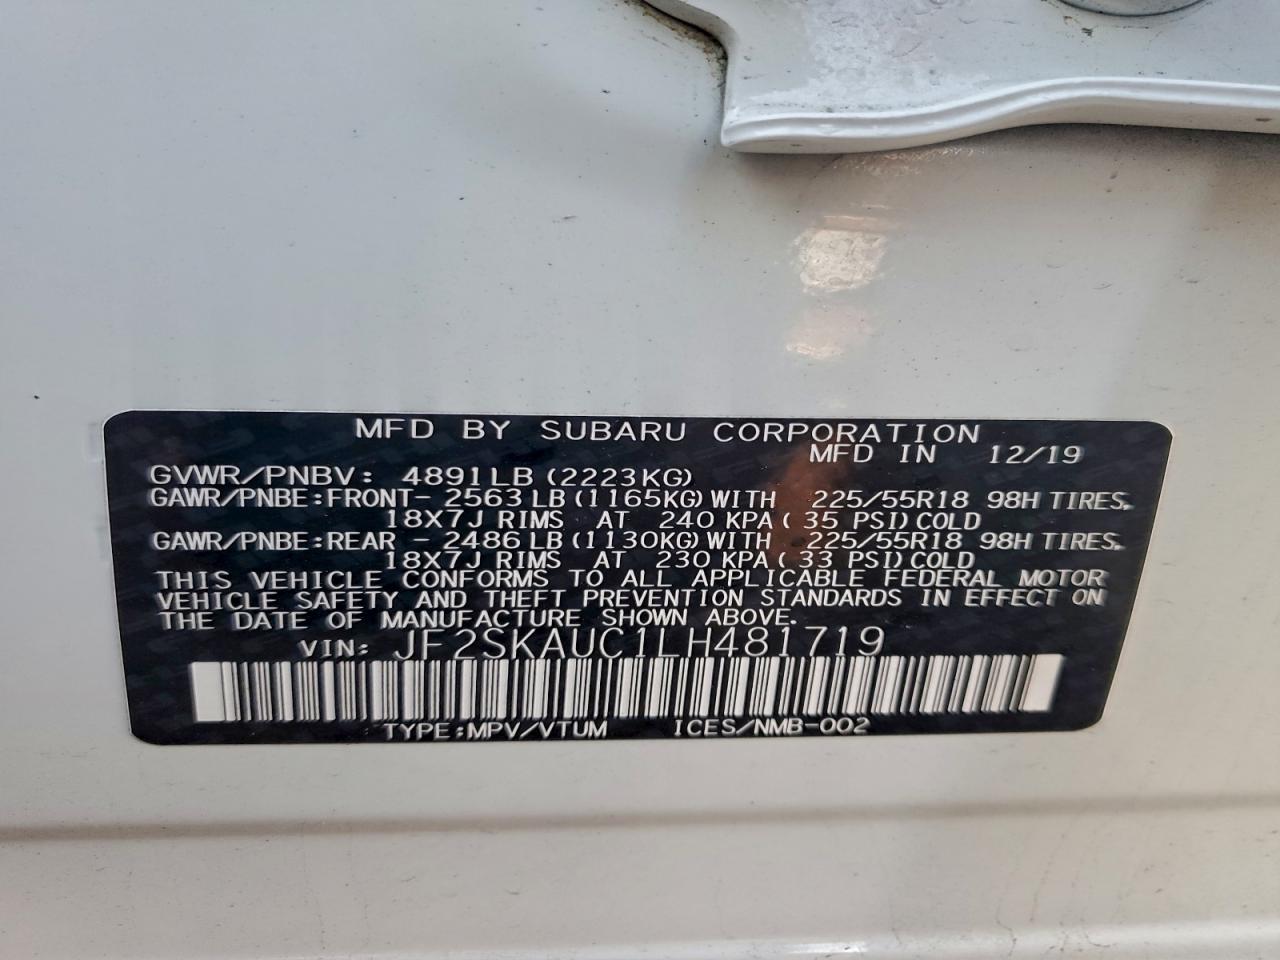 MFD BY SUBARU CORPORATION
MFD IN 12/19
GVWR/PNBV: 4891LB (2223KG)
GAWR/PNBE:FRONT- 2563LB (1165KG) WITH 225/55R18 98H TIRES,
18X7J RIMS AT 240 KPA( 35 PSI) COLD
GAWR/PNBE:REAR - 2486LB (1130KG) WITH 225/55R18 98H TIRES,
18X7J RIMS AT 230 KPA( 33 PSI) COLD
THIS VEHICLE CONFORMS TO ALL APPLICABLE FEDERAL MOTOR
VEHICLE SAFETY AND THEFT PREVENTION STANDARDS IN EFFECT ON
THE DATE OF MANUFACTURE SHOWN ABOVE.
VIN: JF2SKAUC1LH481719
TYPE:MPV/VTUM ICES/NMB-002